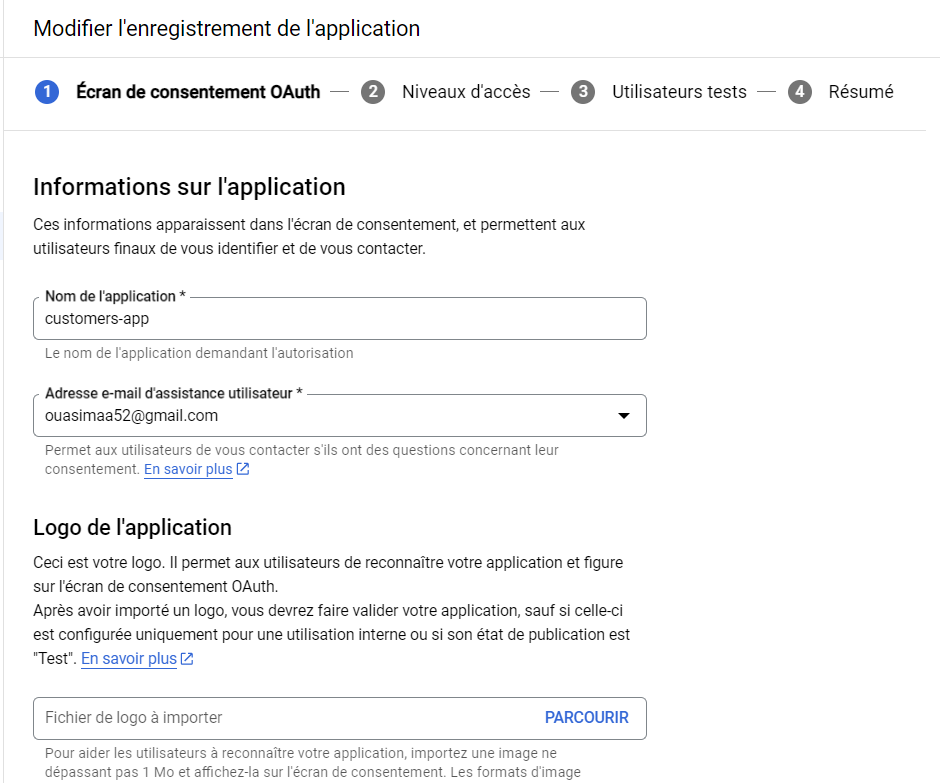 Modifier l'enregistrement de l'application
1 Écran de consentement OAuth — 2 Niveaux d'accès — 3 Utilisateurs tests — 4 Résumé
Informations sur l'application
Ces informations apparaissent dans l'écran de consentement, et permettent aux
utilisateurs finaux de vous identifier et de vous contacter.
Nom de l'application *
customers-app
Le nom de l'application demandant l'autorisation
Adresse e-mail d'assistance utilisateur *
ouasimaa52@gmail.com
Permet aux utilisateurs de vous contacter s'ils ont des questions concernant leur
consentement. En savoir plus
Logo de l'application
Ceci est votre logo. Il permet aux utilisateurs de reconnaître votre application et figure
sur l'écran de consentement OAuth.
Après avoir importé un logo, vous devrez faire valider votre application, sauf si celle-ci
est configurée uniquement pour une utilisation interne ou si son état de publication est
"Test". En savoir plus
Fichier de logo à importer PARCOURIR
Pour aider les utilisateurs à reconnaître votre application, importez une image ne
dépassant pas 1 Mo et affichez-la sur l'écran de consentement. Les formats d'image